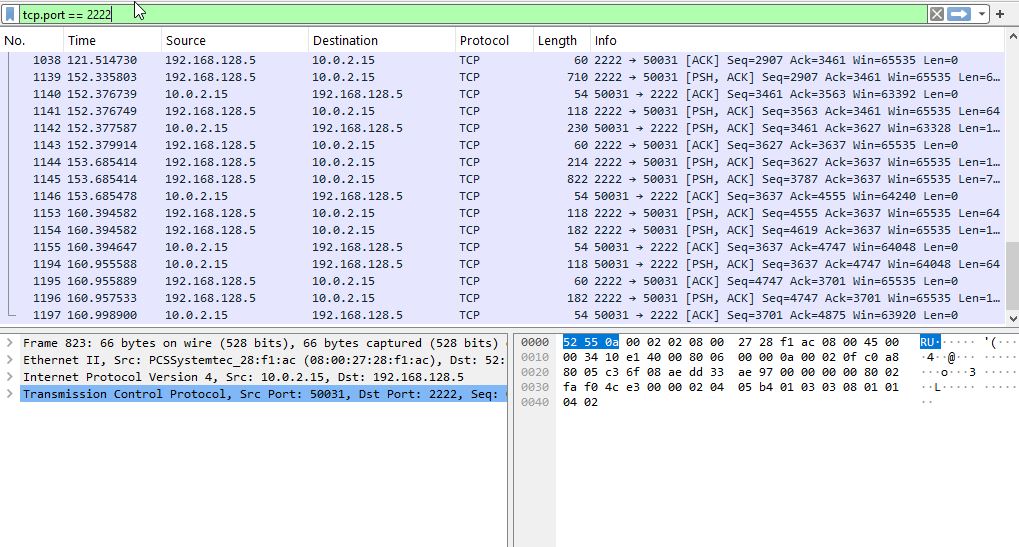 tcp.port == 2222
No. Time Source Destination Protocol Length Info
1038 121.514730 192.168.128.5 10.0.2.15 TCP 60 2222 → 50031 [ACK] Seq=2907 Ack=3461 Win=65535 Len=0
1139 152.335803 192.168.128.5 10.0.2.15 TCP 710 2222 → 50031 [PSH, ACK] Seq=2907 Ack=3461 Win=65535 Len=6…
1140 152.376739 10.0.2.15 192.168.128.5 TCP 54 50031 → 2222 [ACK] Seq=3461 Ack=3563 Win=63392 Len=0
1141 152.376749 192.168.128.5 10.0.2.15 TCP 118 2222 → 50031 [PSH, ACK] Seq=3563 Ack=3461 Win=65535 Len=64
1142 152.377587 10.0.2.15 192.168.128.5 TCP 230 50031 → 2222 [PSH, ACK] Seq=3461 Ack=3627 Win=63328 Len=1…
1143 152.379914 192.168.128.5 10.0.2.15 TCP 60 2222 → 50031 [ACK] Seq=3627 Ack=3637 Win=65535 Len=0
1144 153.685414 192.168.128.5 10.0.2.15 TCP 214 2222 → 50031 [PSH, ACK] Seq=3627 Ack=3637 Win=65535 Len=1…
1145 153.685414 192.168.128.5 10.0.2.15 TCP 822 2222 → 50031 [PSH, ACK] Seq=3787 Ack=3637 Win=65535 Len=7…
1146 153.685478 10.0.2.15 192.168.128.5 TCP 54 50031 → 2222 [ACK] Seq=3637 Ack=4555 Win=64240 Len=0
1153 160.394582 192.168.128.5 10.0.2.15 TCP 118 2222 → 50031 [PSH, ACK] Seq=4555 Ack=3637 Win=65535 Len=64
1154 160.394582 192.168.128.5 10.0.2.15 TCP 182 2222 → 50031 [PSH, ACK] Seq=4619 Ack=3637 Win=65535 Len=1…
1155 160.394647 10.0.2.15 192.168.128.5 TCP 54 50031 → 2222 [ACK] Seq=3637 Ack=4747 Win=64048 Len=0
1194 160.955588 10.0.2.15 192.168.128.5 TCP 118 50031 → 2222 [PSH, ACK] Seq=3637 Ack=4747 Win=64048 Len=64
1195 160.955889 192.168.128.5 10.0.2.15 TCP 60 2222 → 50031 [ACK] Seq=4747 Ack=3701 Win=65535 Len=0
1196 160.957533 192.168.128.5 10.0.2.15 TCP 182 2222 → 50031 [PSH, ACK] Seq=4747 Ack=3701 Win=65535 Len=1…
1197 160.998900 10.0.2.15 192.168.128.5 TCP 54 50031 → 2222 [ACK] Seq=3701 Ack=4875 Win=63920 Len=0
Frame 823: 66 bytes on wire (528 bits), 66 bytes captured (528 bits)
Ethernet II, Src: PCSSystemtec_28:f1:ac (08:00:27:28:f1:ac), Dst: 52:
Internet Protocol Version 4, Src: 10.0.2.15, Dst: 192.168.128.5
Transmission Control Protocol, Src Port: 50031, Dst Port: 2222, Seq:
0000 52 55 0a 00 02 02 08 00 27 28 f1 ac 08 00 45 00 RU······ '(····
0010 00 34 10 e1 40 00 80 06 00 00 0a 00 02 0f c0 a8 ·4··@··· ········
0020 80 05 c3 6f 08 ae dd 33 ae 97 00 00 00 00 80 02 ···o···3 ········
0030 fa f0 4c e3 00 00 02 04 05 b4 01 03 03 08 01 01 ··L····· ········
0040 04 02 ··